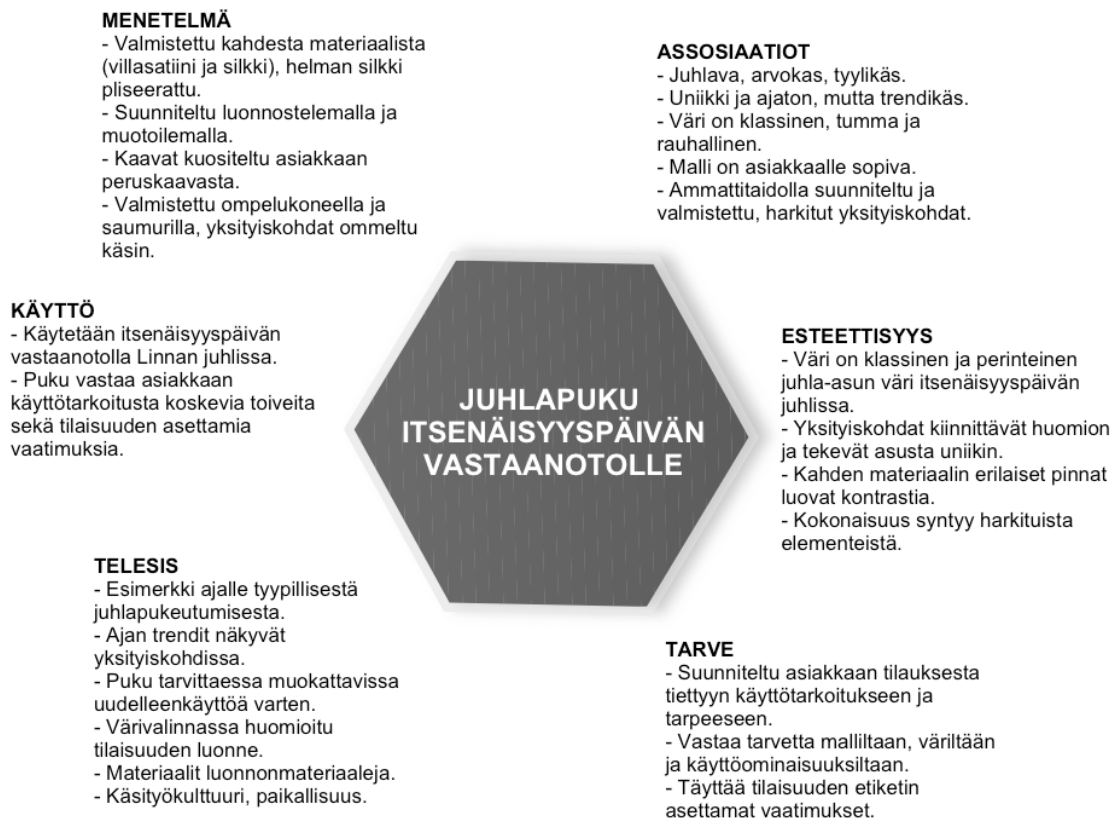 MENETELMÄ
- Valmistettu kahdesta materiaalista
(villasatiini ja silkki), helman silkki
pliseerattu.
- Suunniteltu luonnostelemalla ja
muotoilemalla.
- Kaavat kuositeltu asiakkaan
peruskaavasta.
- Valmistettu ompelukoneella ja
saumurilla, yksityiskohdat ommeltu
käsin.
ASSOSIAATIOT
- Juhlava, arvokas, tyylikäs.
- Uniikki ja ajaton, mutta trendikäs.
- Väri on klassinen, tumma ja
rauhallinen.
- Malli on asiakkaalle sopiva.
- Ammattitaidolla suunniteltu ja
valmistettu, harkitut yksityiskohdat.
KÄYTTÖ
- Käytetään itsenäisyyspäivän
vastaanotolla Linnan juhlissa.
- Puku vastaa asiakkaan
käyttötarkoitusta koskevia toiveita
sekä tilaisuuden asettamia
vaatimuksia.
JUHLAPUKU
ITSENÄISYYSPÄIVÄN
VASTAANOTOLLE
ESTEETTISYYS
- Väri on klassinen ja perinteinen
juhla-asun väri itsenäisyyspäivän
juhlissa.
- Yksityiskohdat kiinnittävät huomion
ja tekevät asusta uniikin.
- Kahden materiaalin erilaiset pinnat
luovat kontrastia.
- Kokonaisuus syntyy harkituista
elementeistä.
TELESIS
- Esimerkki ajalle tyypillisestä
juhlapukeutumisesta.
- Ajan trendit näkyvät
yksityiskohdissa.
- Puku tarvittaessa muokattavissa
uudelleenkäyttöä varten.
- Värivalinnassa huomioitu
tilaisuuden luonne.
- Materiaalit luonnonmateriaaleja.
- Käsityökulttuuri, paikallisuus.
TARVE
- Suunniteltu asiakkaan tilauksesta
tiettyyn käyttötarkoitukseen ja
tarpeeseen.
- Vastaa tarvetta malliltaan, väriltään
ja käyttöominaisuuksiltaan.
- Täyttää tilaisuuden etiketin
asettamat vaatimukset.